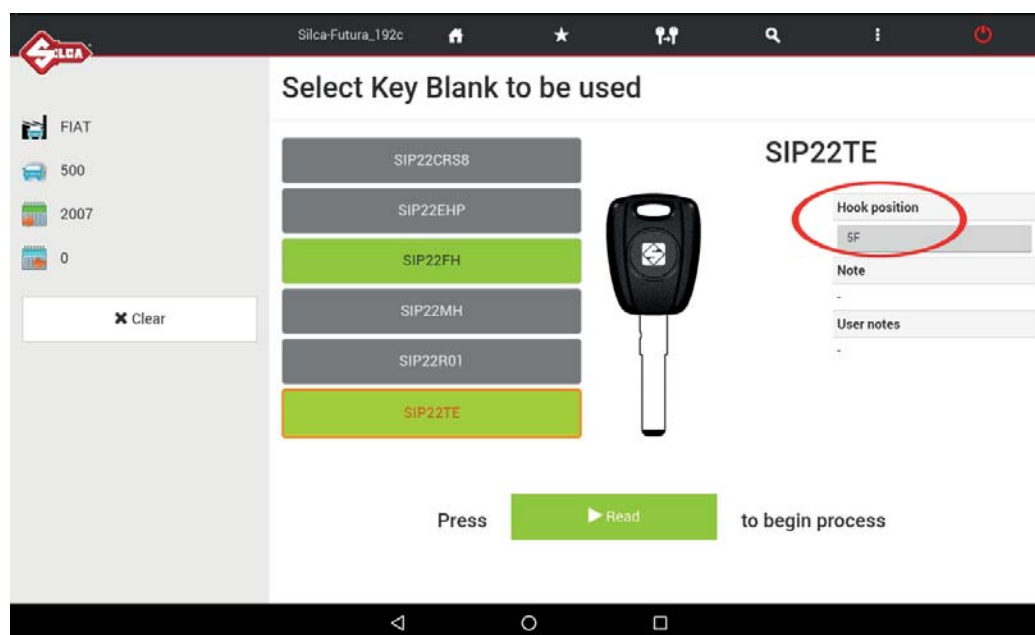 SILCA
Silca-Futura_192c
Select Key Blank to be used
FIAT
500
2007
0
Clear
SIP22CRS8
SIP22EHP
SIP22FH
SIP22MH
SIP22R01
SIP22TE
SIP22TE
Hook position
5F
Note
-
User notes
-
Press
Read
to begin process